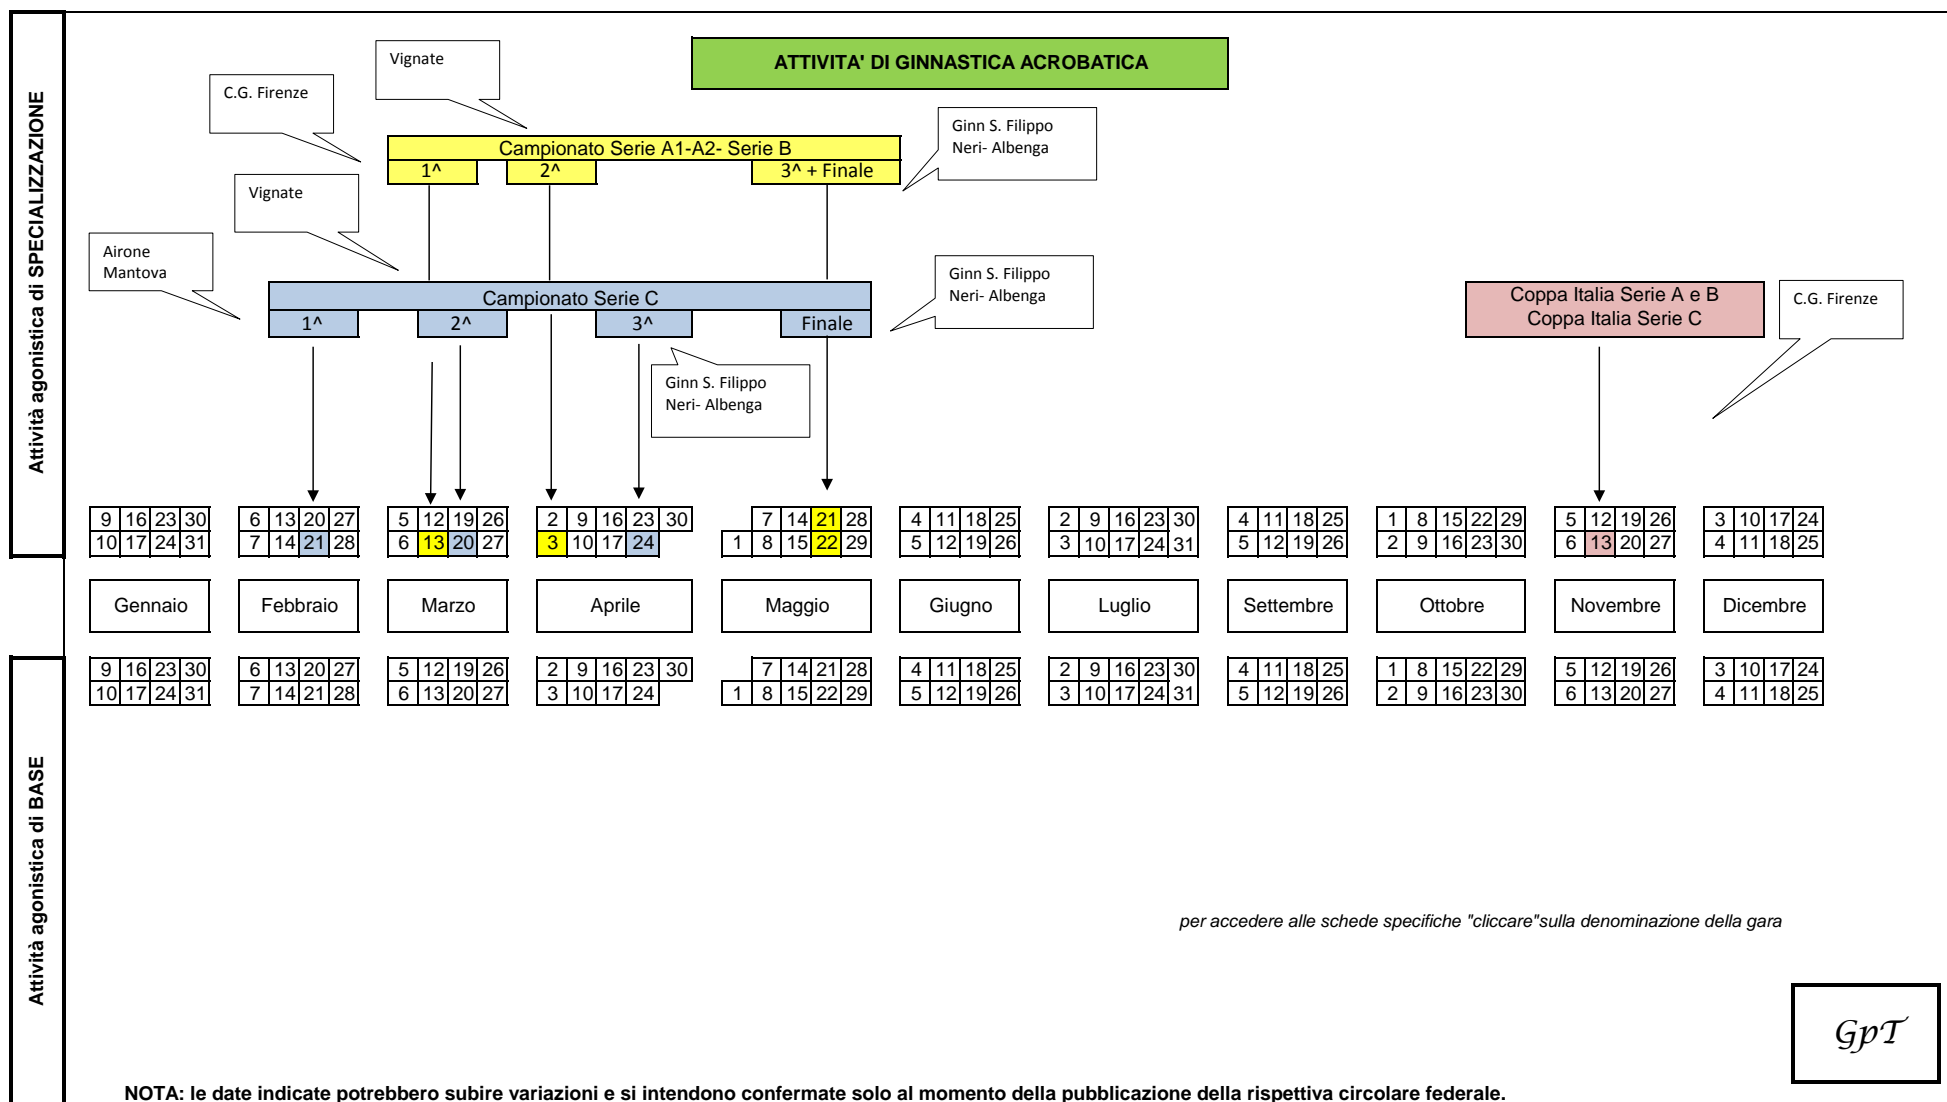 ATTIVITA' DI GINNASTICA ACROBATICA
Attività agonistica di SPECIALIZZAZIONE
Vignate
C.G. Firenze
Ginn S. Filippo
Neri- Albenga
Campionato Serie A1-A2- Serie B
1^ 2^ 3^ + Finale
Vignate
Airone
Mantova
Ginn S. Filippo
Neri- Albenga
Campionato Serie C
1^ 2^ 3^ Finale
Coppa Italia Serie A e B
Coppa Italia Serie C
C.G. Firenze
Ginn S. Filippo
Neri- Albenga
9 16 23 30 6 13 20 27 5 12 19 26 2 9 16 23 30 7 14 21 28 4 11 18 25 2 9 16 23 30 4 11 18 25 1 8 15 22 29 5 12 19 26 3 10 17 24
10 17 24 31 7 14 21 28 6 13 20 27 3 10 17 24 1 8 15 22 29 5 12 19 26 3 10 17 24 31 5 12 19 26 2 9 16 23 30 6 13 20 27 4 11 18 25
Gennaio Febbraio Marzo Aprile Maggio Giugno Luglio Settembre Ottobre Novembre Dicembre
9 16 23 30 6 13 20 27 5 12 19 26 2 9 16 23 30 7 14 21 28 4 11 18 25 2 9 16 23 30 4 11 18 25 1 8 15 22 29 5 12 19 26 3 10 17 24
10 17 24 31 7 14 21 28 6 13 20 27 3 10 17 24 1 8 15 22 29 5 12 19 26 3 10 17 24 31 5 12 19 26 2 9 16 23 30 6 13 20 27 4 11 18 25
Attività agonistica di BASE
per accedere alle schede specifiche "cliccare"sulla denominazione della gara
GpT
NOTA: le date indicate potrebbero subire variazioni e si intendono confermate solo al momento della pubblicazione della rispettiva circolare federale.